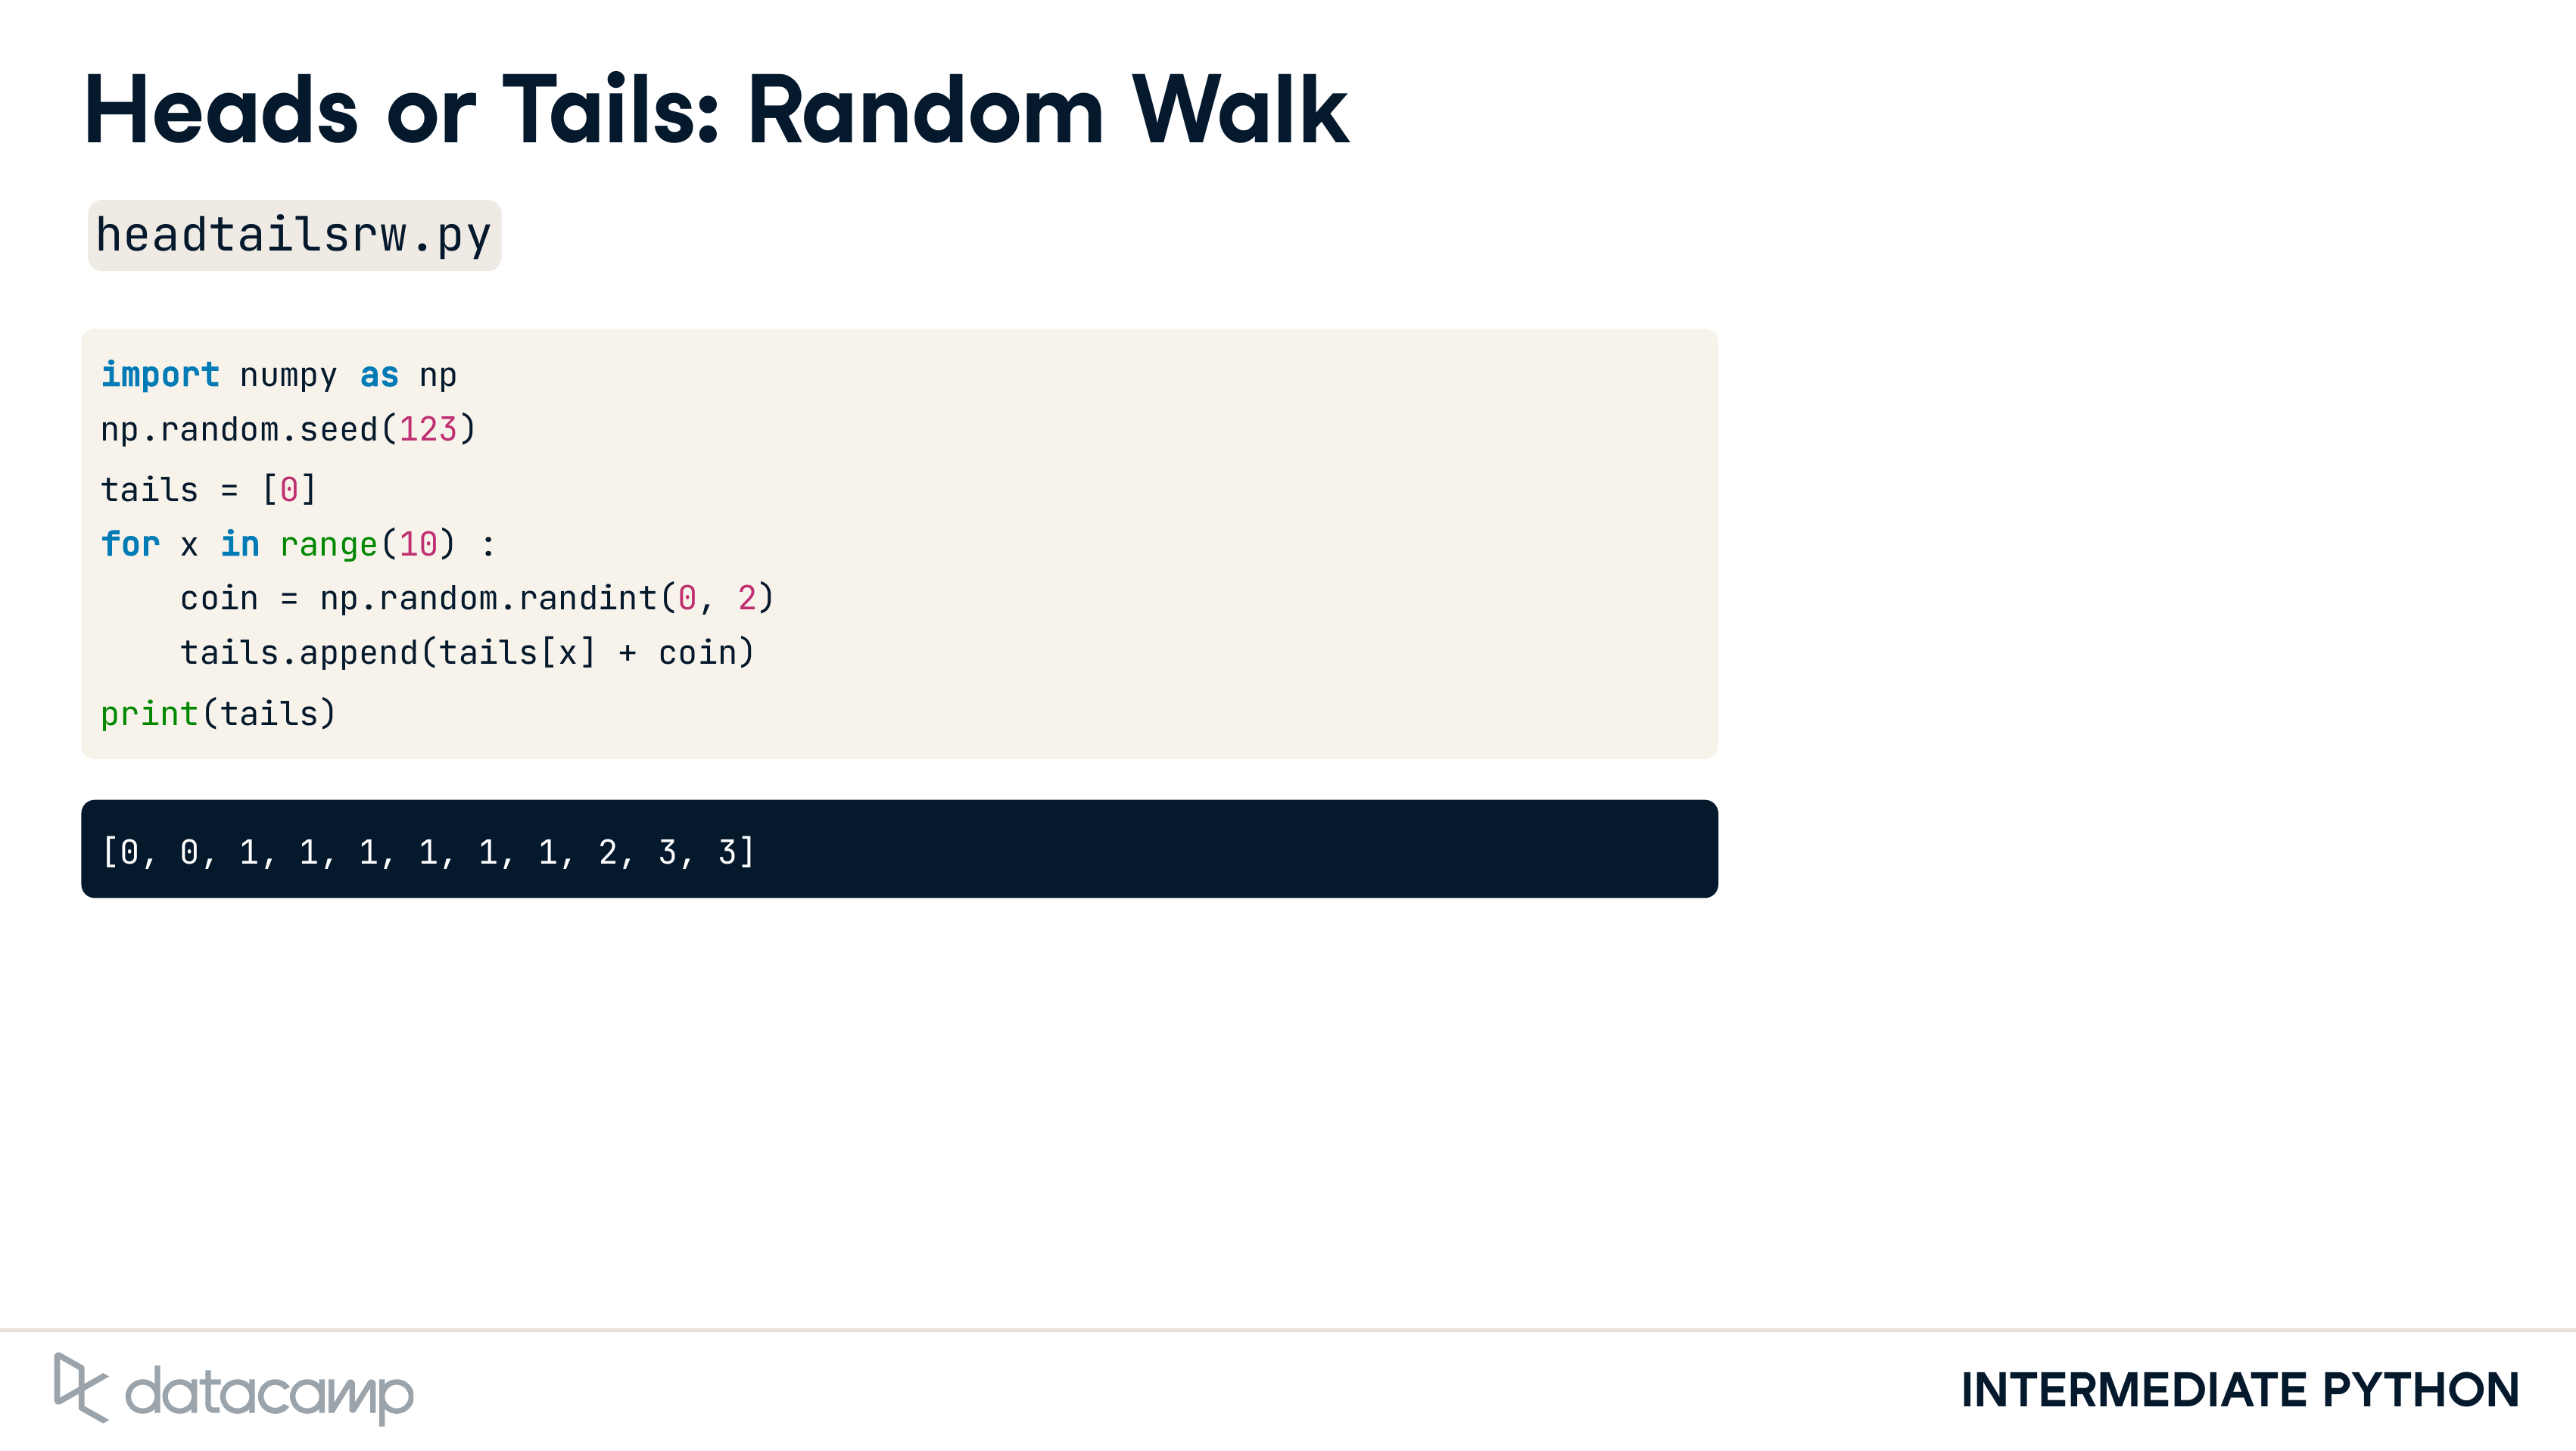 Heads or Tails: Random Walk
headtailsrw.py
import numpy as np
np.random.seed(123)
tails = [0]
for x in range(10) :
    coin = np.random.randint(0, 2)
    tails.append(tails[x] + coin)
print(tails)
[0, 0, 1, 1, 1, 1, 1, 1, 2, 3, 3]
datacamp
INTERMEDIATE PYTHON